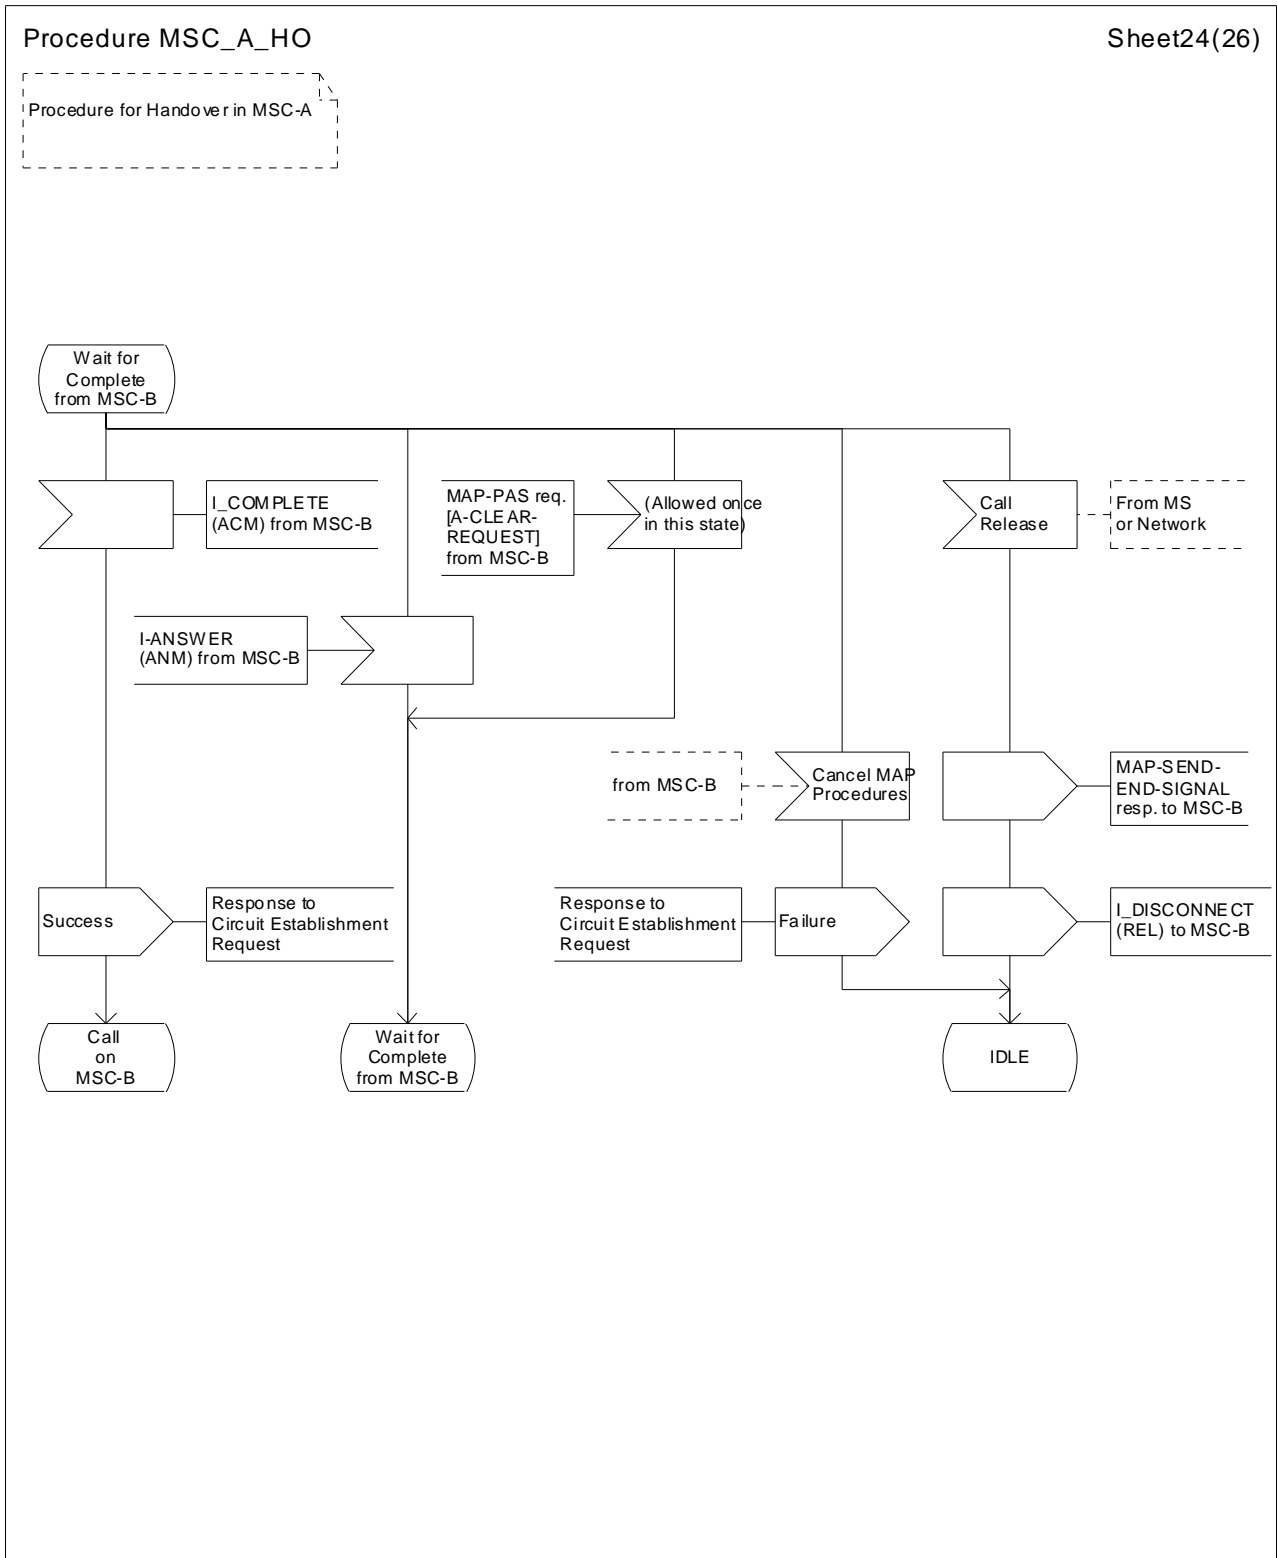 Procedure MSC_A_HO
Sheet24(26)
Procedure for Handover in MSC-A
Wait for
Complete
from MSC-B
I_COMPLETE
(ACM) from MSC-B
MAP-PAS req.
[A-CLEAR-
REQUEST]
from MSC-B
(Allowed once
in this state)
Call
Release
From MS
or Network
I-ANSWER
(ANM) from MSC-B
from MSC-B
Cancel MAP
Procedures
MAP-SEND-
END-SIGNAL
resp. to MSC-B
Success
Response to
Circuit Establishment
Request
Response to
Circuit Establishment
Request
Failure
I_DISCONNECT
(REL) to MSC-B
Call
on
MSC-B
Wait for
Complete
from MSC-B
IDLE